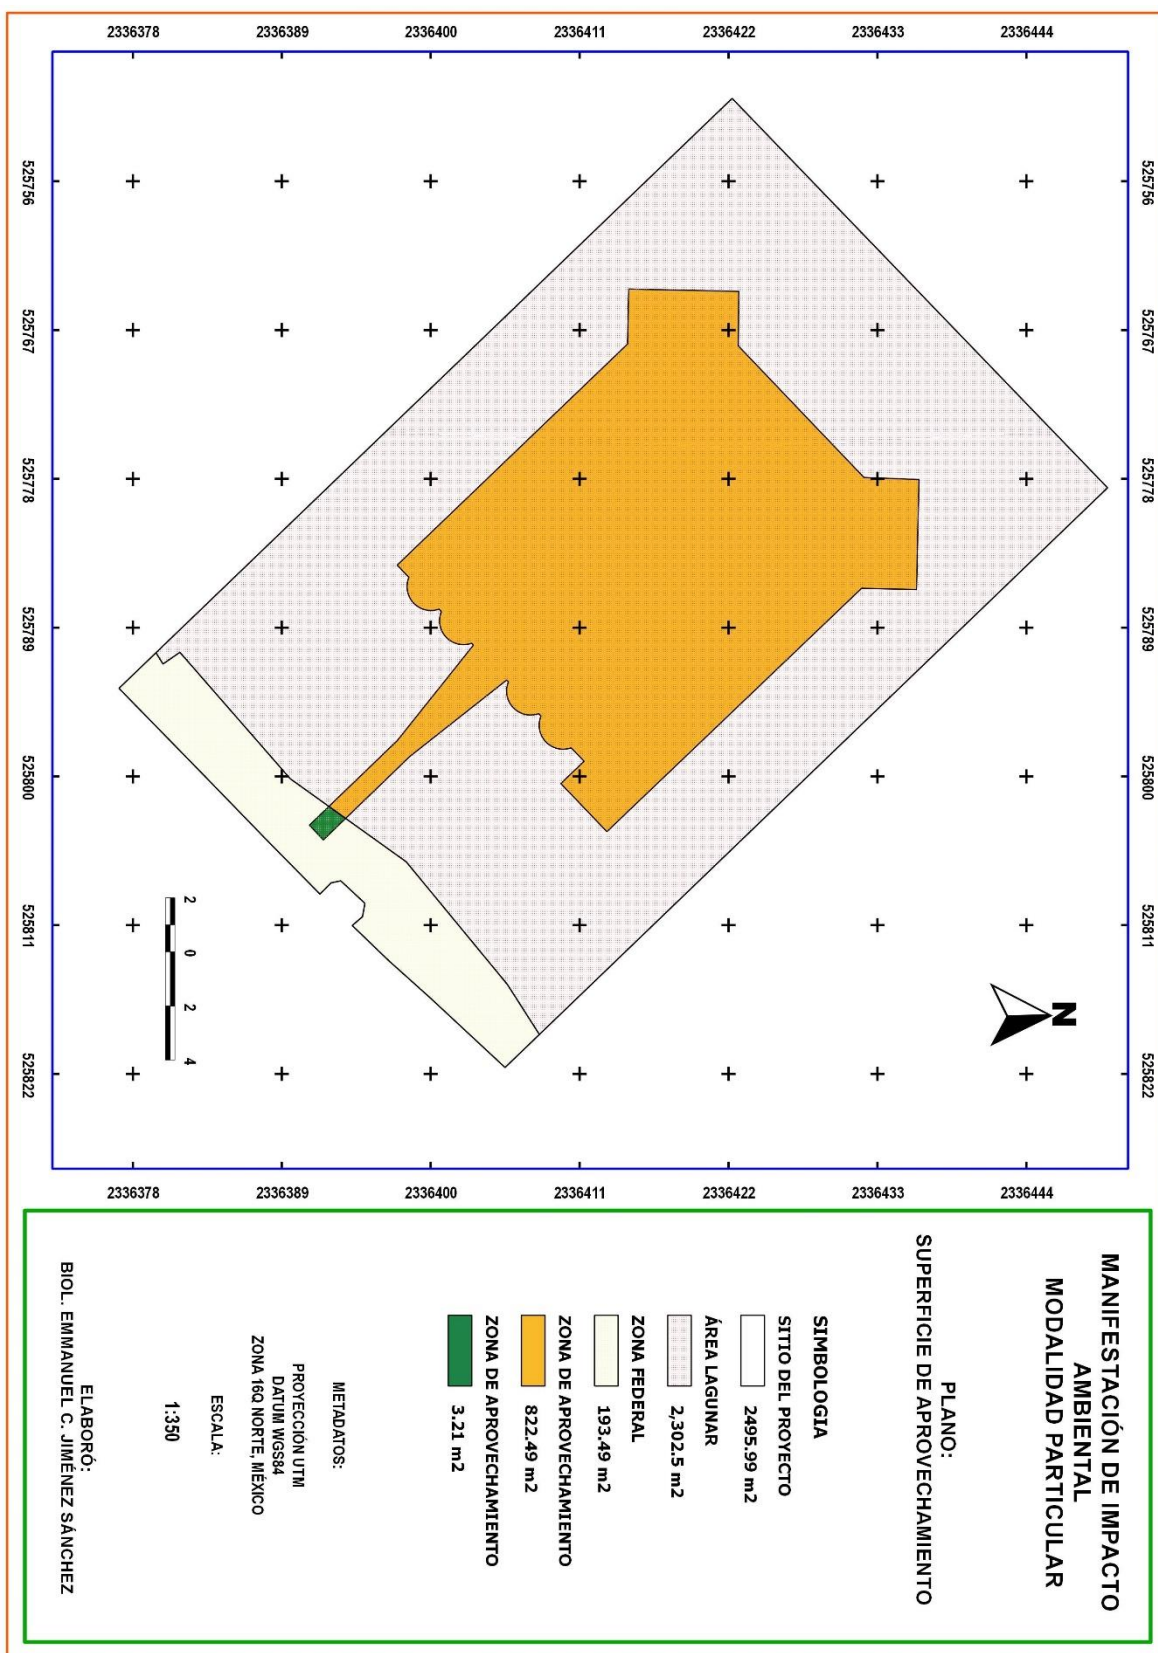 2336378 2336389 2336400 2336411 2336422 2336433 2336444
525756
525767
525778
525789
525800
525811
525822
525756
525767
525778
525789
525800
525811
525822
N
2 0 2 4
2336378 2336389 2336400 2336411 2336422 2336433 2336444
MANIFESTACIÓN DE IMPACTO
AMBIENTAL
MODALIDAD PARTICULAR
PLANO:
SUPERFICIE DE APROVECHAMIENTO
SIMBOLOGIA
SITIO DEL PROYECTO
2495.99 m2
ÁREA LAGUNAR
2,302.5 m2
ZONA FEDERAL
193.49 m2
ZONA DE APROVECHAMIENTO
822.49 m2
ZONA DE APROVECHAMIENTO
3.21 m2
METADATOS:
PROYECCIÓN UTM
DATUM WGS84
ZONA 16Q NORTE, MÉXICO
ESCALA:
1:350
ELABORÓ:
BIOL. EMMANUEL C. JIMÉNEZ SÁNCHEZ